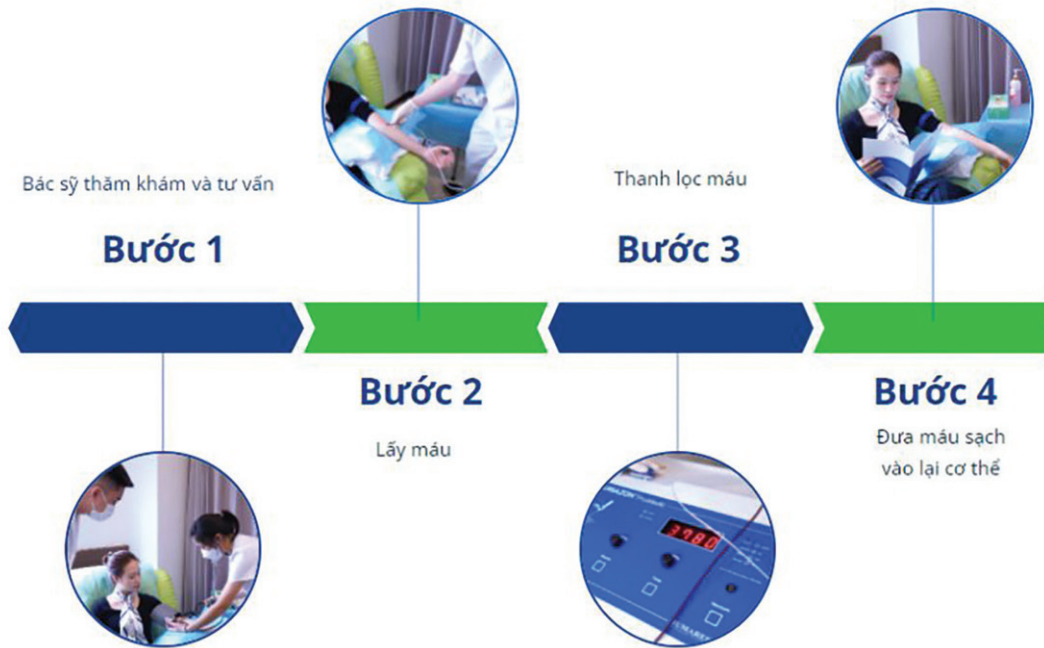 Bác sỹ thăm khám và tư vấn
Bước 1
Bước 2
Lấy máu
Thanh lọc máu
Bước 3
3780
Bước 4
Đưa máu sạch
vào lại cơ thể